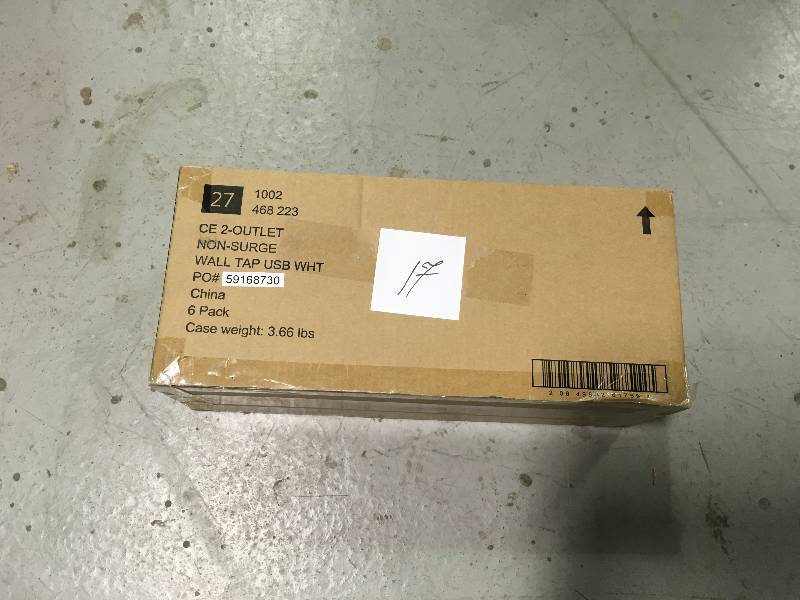 27
1002
468 223
CE 2-OUTLET
NON-SURGE
WALL TAP USB WHT
PO# 59168730
China
6 Pack
Case weight: 3.66 lbs
17